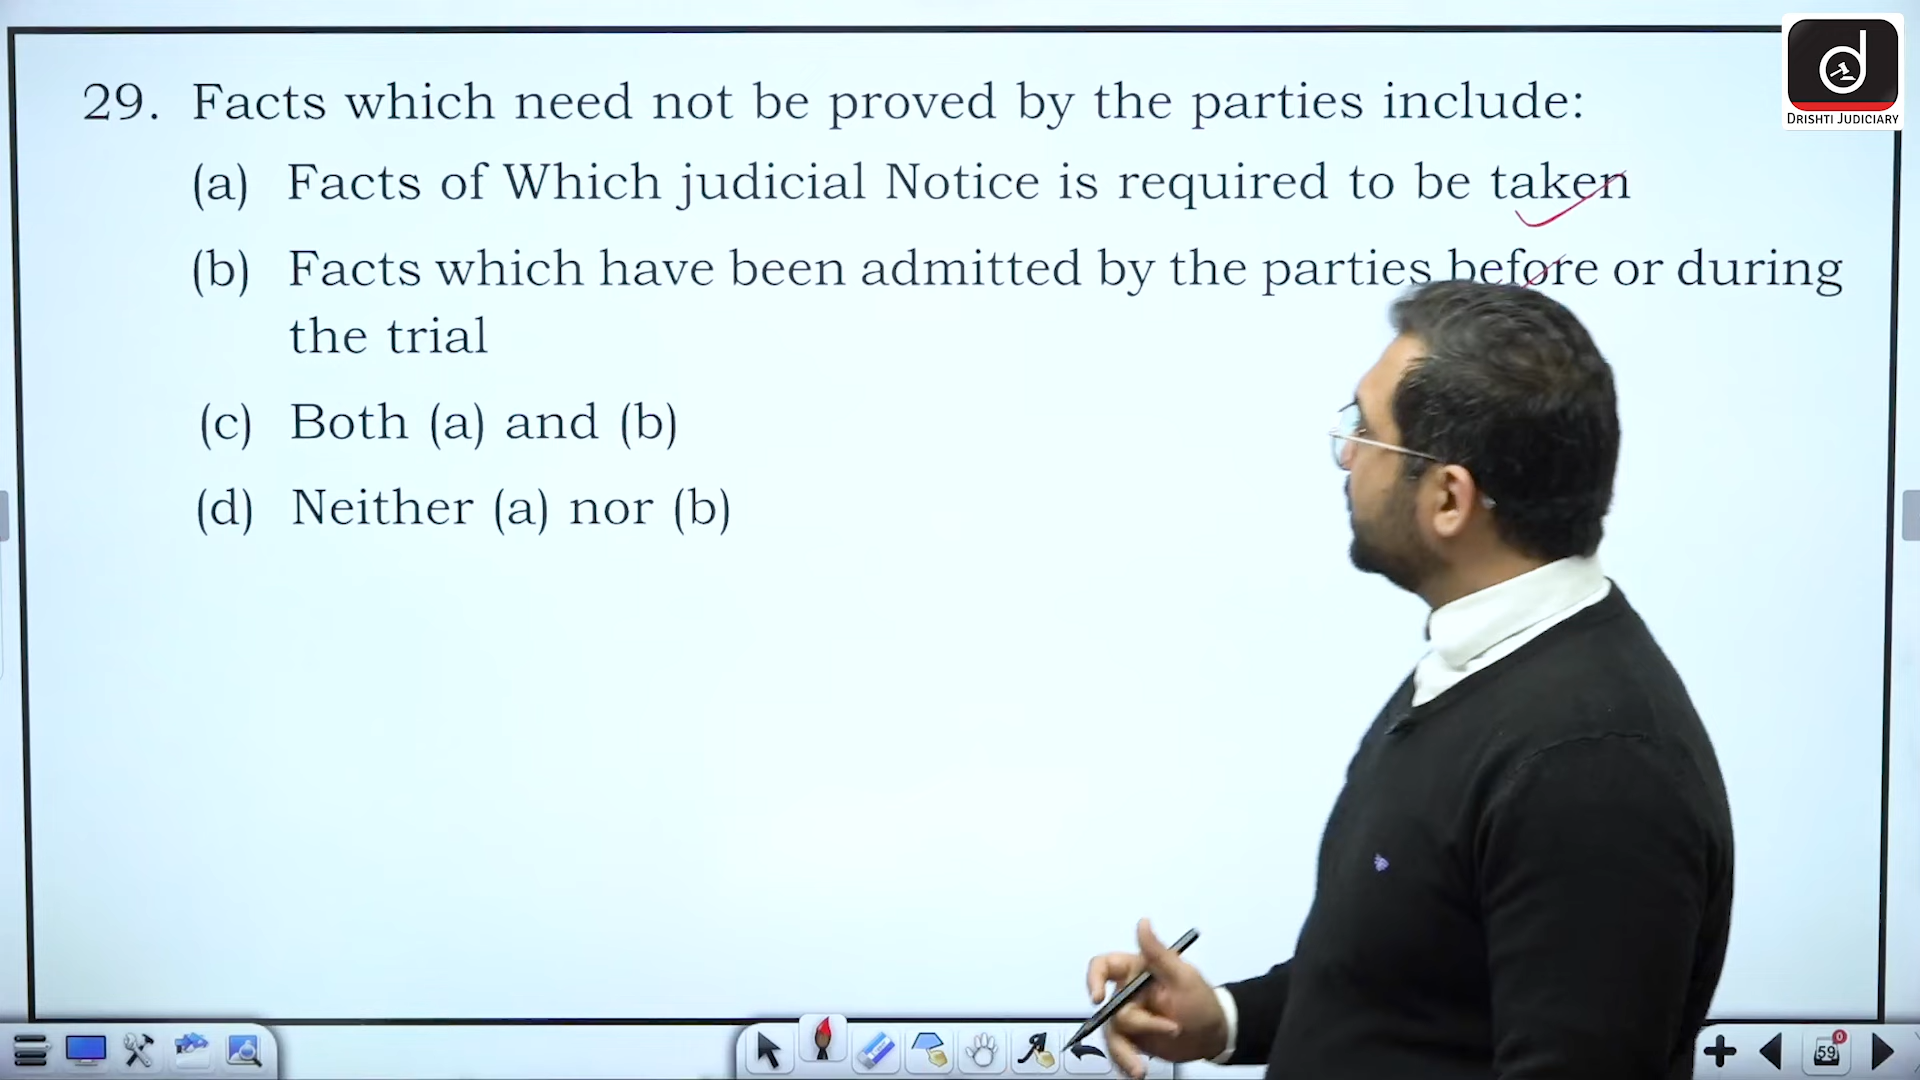 29. Facts which need not be proved by the parties include:
(a) Facts of Which judicial Notice is required to be taken
(b) Facts which have been admitted by the parties before or during
the trial
(c) Both (a) and (b)
(d) Neither (a) nor (b)
d
DRISHTI JUDICIARY
59
0